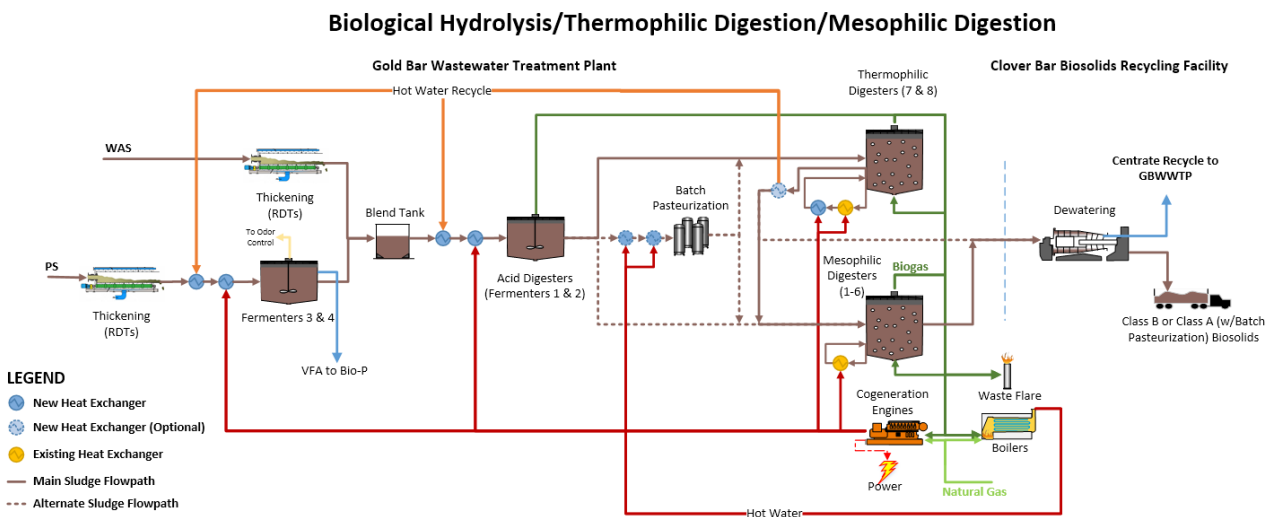 Biological Hydrolysis/Thermophilic Digestion/Mesophilic Digestion
Gold Bar Wastewater Treatment Plant
Clover Bar Biosolids Recycling Facility
Thermophilic
Digesters (7 & 8)
Hot Water Recycle
WAS
Centrate Recycle to
GBWWTP
Thickening
(RDTs)
Blend Tank
Batch
Pasteurization
Dewatering
To Odor
Control
PS
Mesophilic
Digesters
(1-6)
Biogas
Acid Digesters
(Fermenters 1 & 2)
Thickening
(RDTs)
Fermenters 3 & 4
Class B or Class A (w/Batch
Pasteurization) Biosolids
VFA to Bio-P
LEGEND
New Heat Exchanger
New Heat Exchanger (Optional)
Existing Heat Exchanger
Main Sludge Flowpath
Alternate Sludge Flowpath
Cogeneration
Engines
Waste Flare
Boilers
Power
Natural Gas
Hot Water